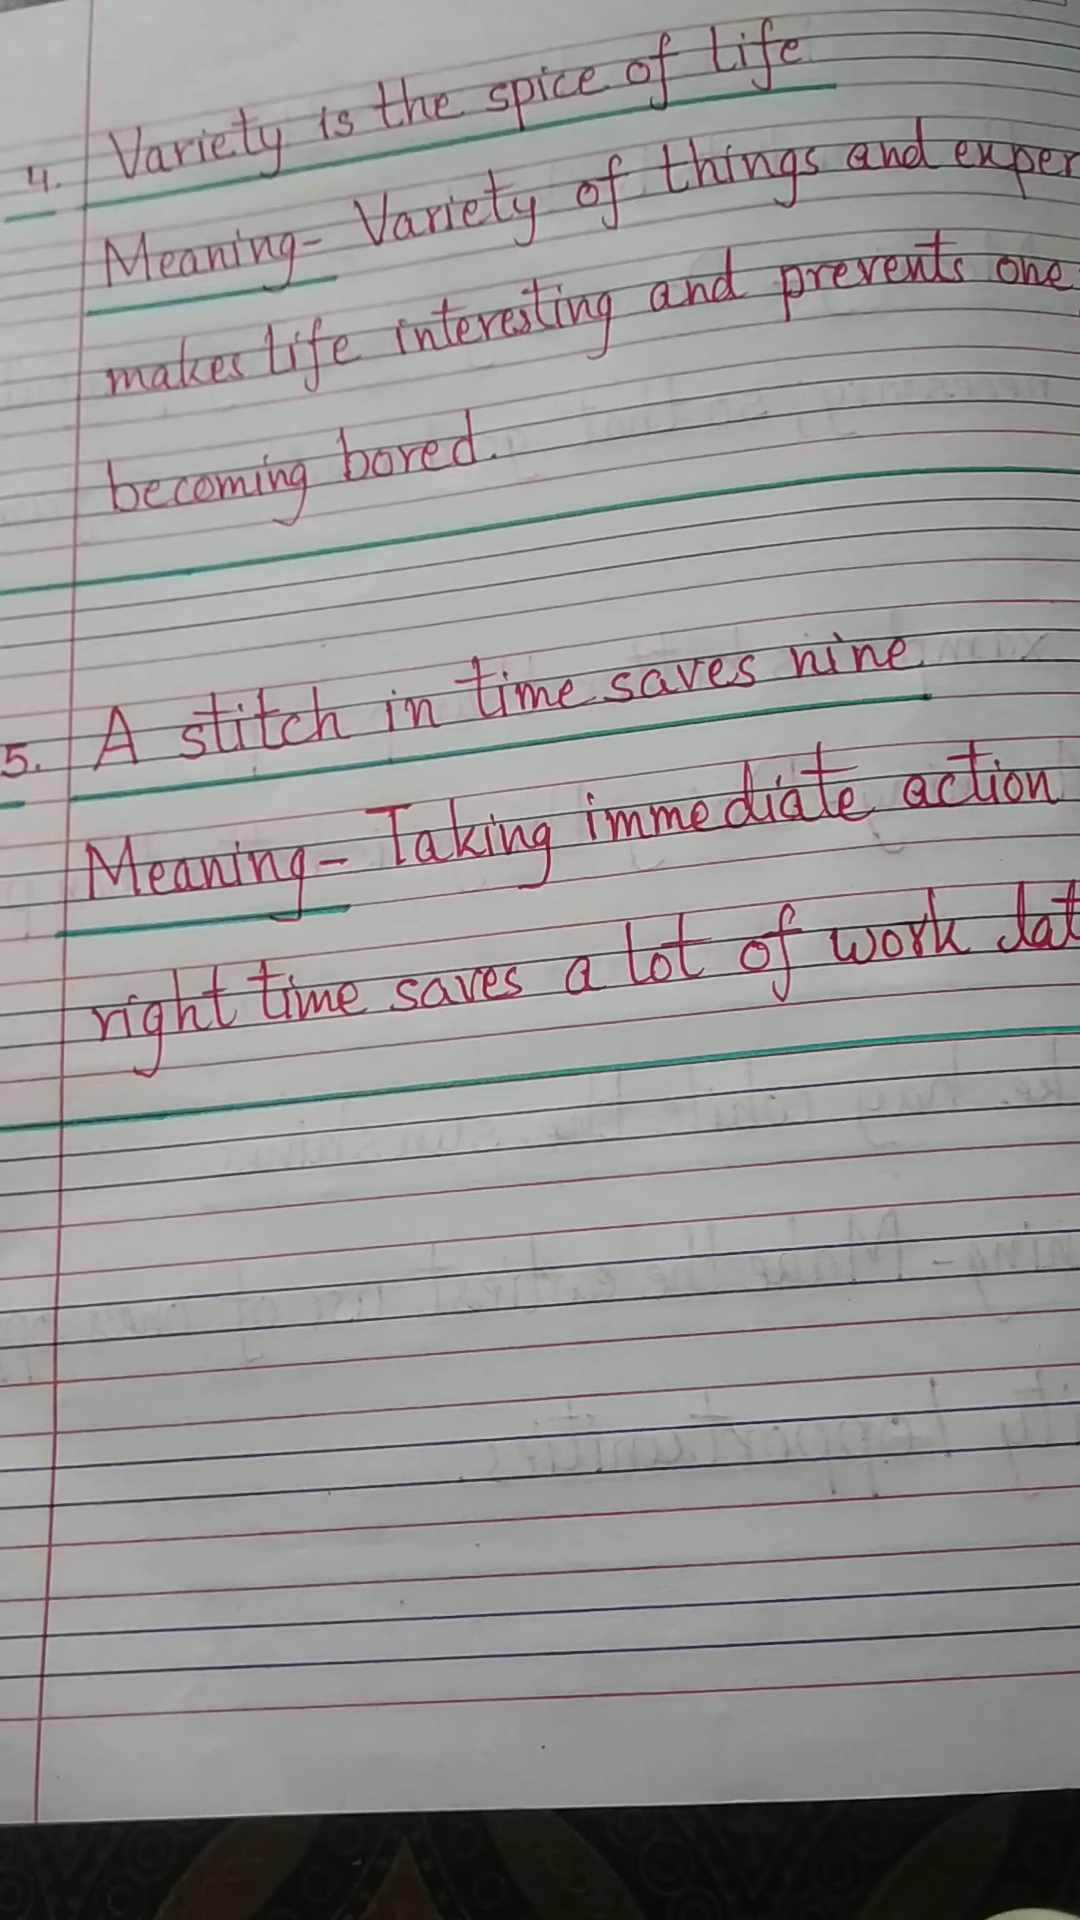 4. Variety is the spice of life
Meaning- Variety of things and exper
makes life interesting and prevents one
becoming bored.
5. A stitch in time saves nine
Meaning- Taking immediate action
right time saves a lot of work lat